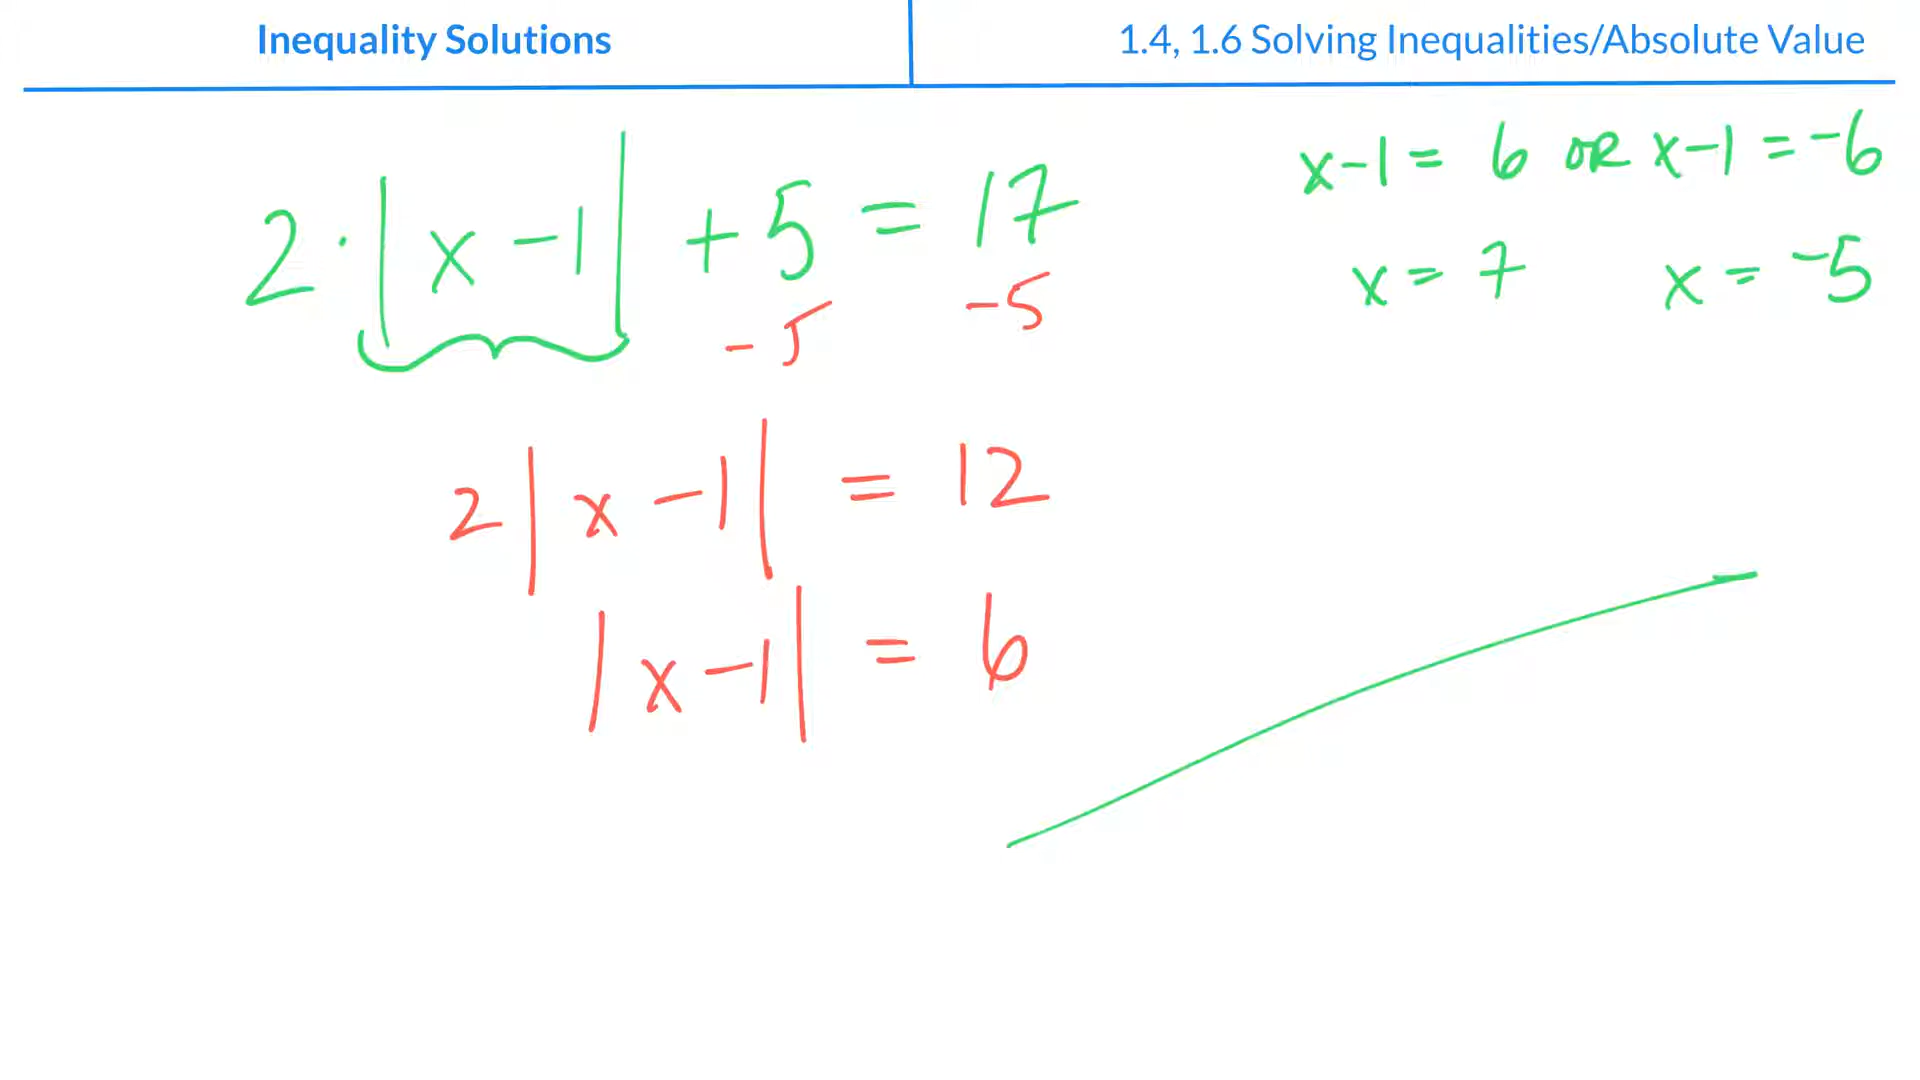 Inequality Solutions
1.4, 1.6 Solving Inequalities/Absolute Value
2 · |x - 1| + 5 = 17
-5 -5
2|x - 1| = 12
|x - 1| = 6
x - 1 = 6 OR x - 1 = -6
x = 7 x = -5